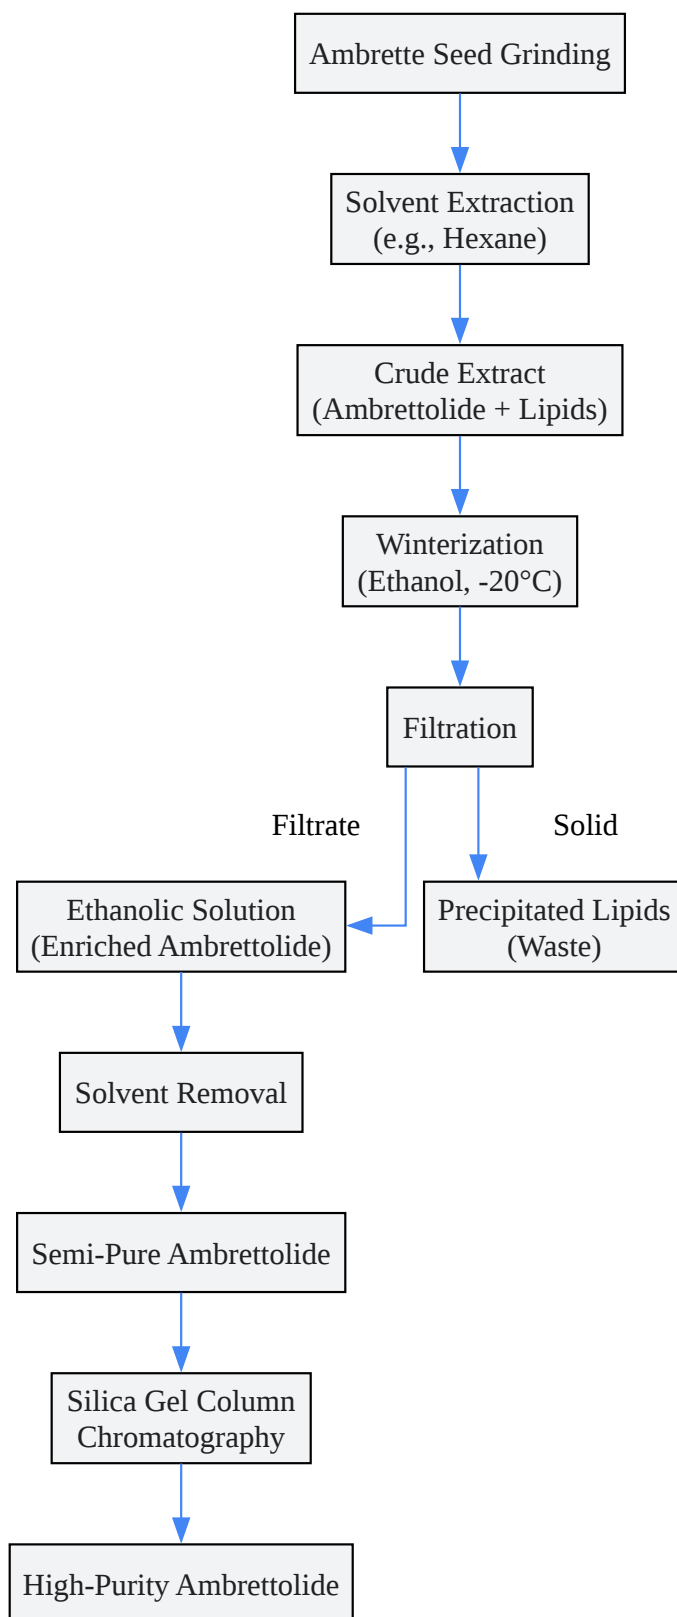 Ambrette Seed Grinding
Solvent Extraction
(e.g., Hexane)
Crude Extract
(Ambrettolide + Lipids)
Winterization
(Ethanol, -20°C)
Filtration
Filtrate
Solid
Ethanolic Solution
(Enriched Ambrettolide)
Precipitated Lipids
(Waste)
Solvent Removal
Semi-Pure Ambrettolide
Silica Gel Column
Chromatography
High-Purity Ambrettolide